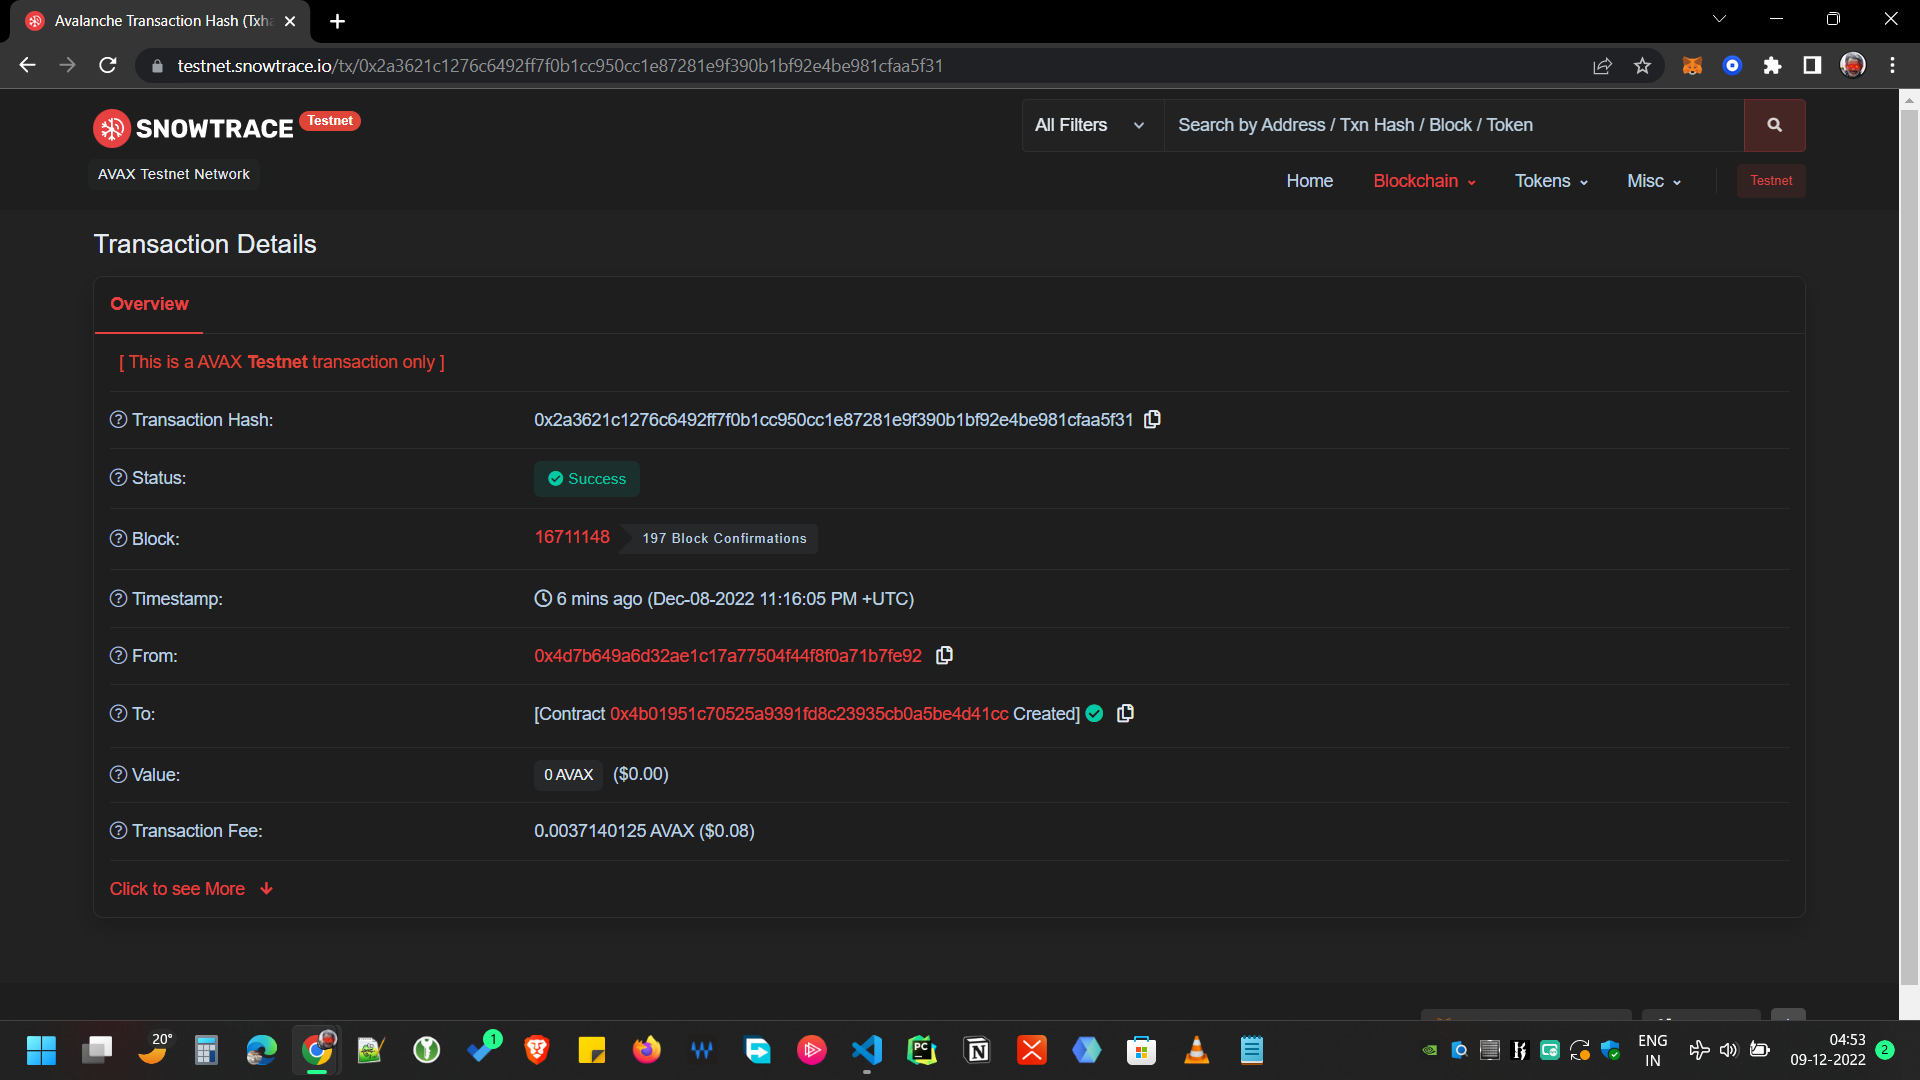 Avalanche Transaction Hash (Txha
testnet.snowtrace.io/tx/0x2a3621c1276c6492ff7f0b1cc950cc1e87281e9f390b1bf92e4be981cfaa5f31
SNOWTRACE Testnet
AVAX Testnet Network
All Filters
Search by Address / Txn Hash / Block / Token
Home Blockchain Tokens Misc Testnet
Transaction Details
Overview
[ This is a AVAX Testnet transaction only ]
Transaction Hash: 0x2a3621c1276c6492ff7f0b1cc950cc1e87281e9f390b1bf92e4be981cfaa5f31
Status: Success
Block: 16711148 197 Block Confirmations
Timestamp: 6 mins ago (Dec-08-2022 11:16:05 PM +UTC)
From: 0x4d7b649a6d32ae1c17a77504f44f8f0a71b7fe92
To: [Contract 0x4b01951c70525a9391fd8c23935cb0a5be4d41cc Created]
Value: 0 AVAX ($0.00)
Transaction Fee: 0.0037140125 AVAX ($0.08)
Click to see More
20°
1
PC
N
ENG
IN
04:53
09-12-2022
2